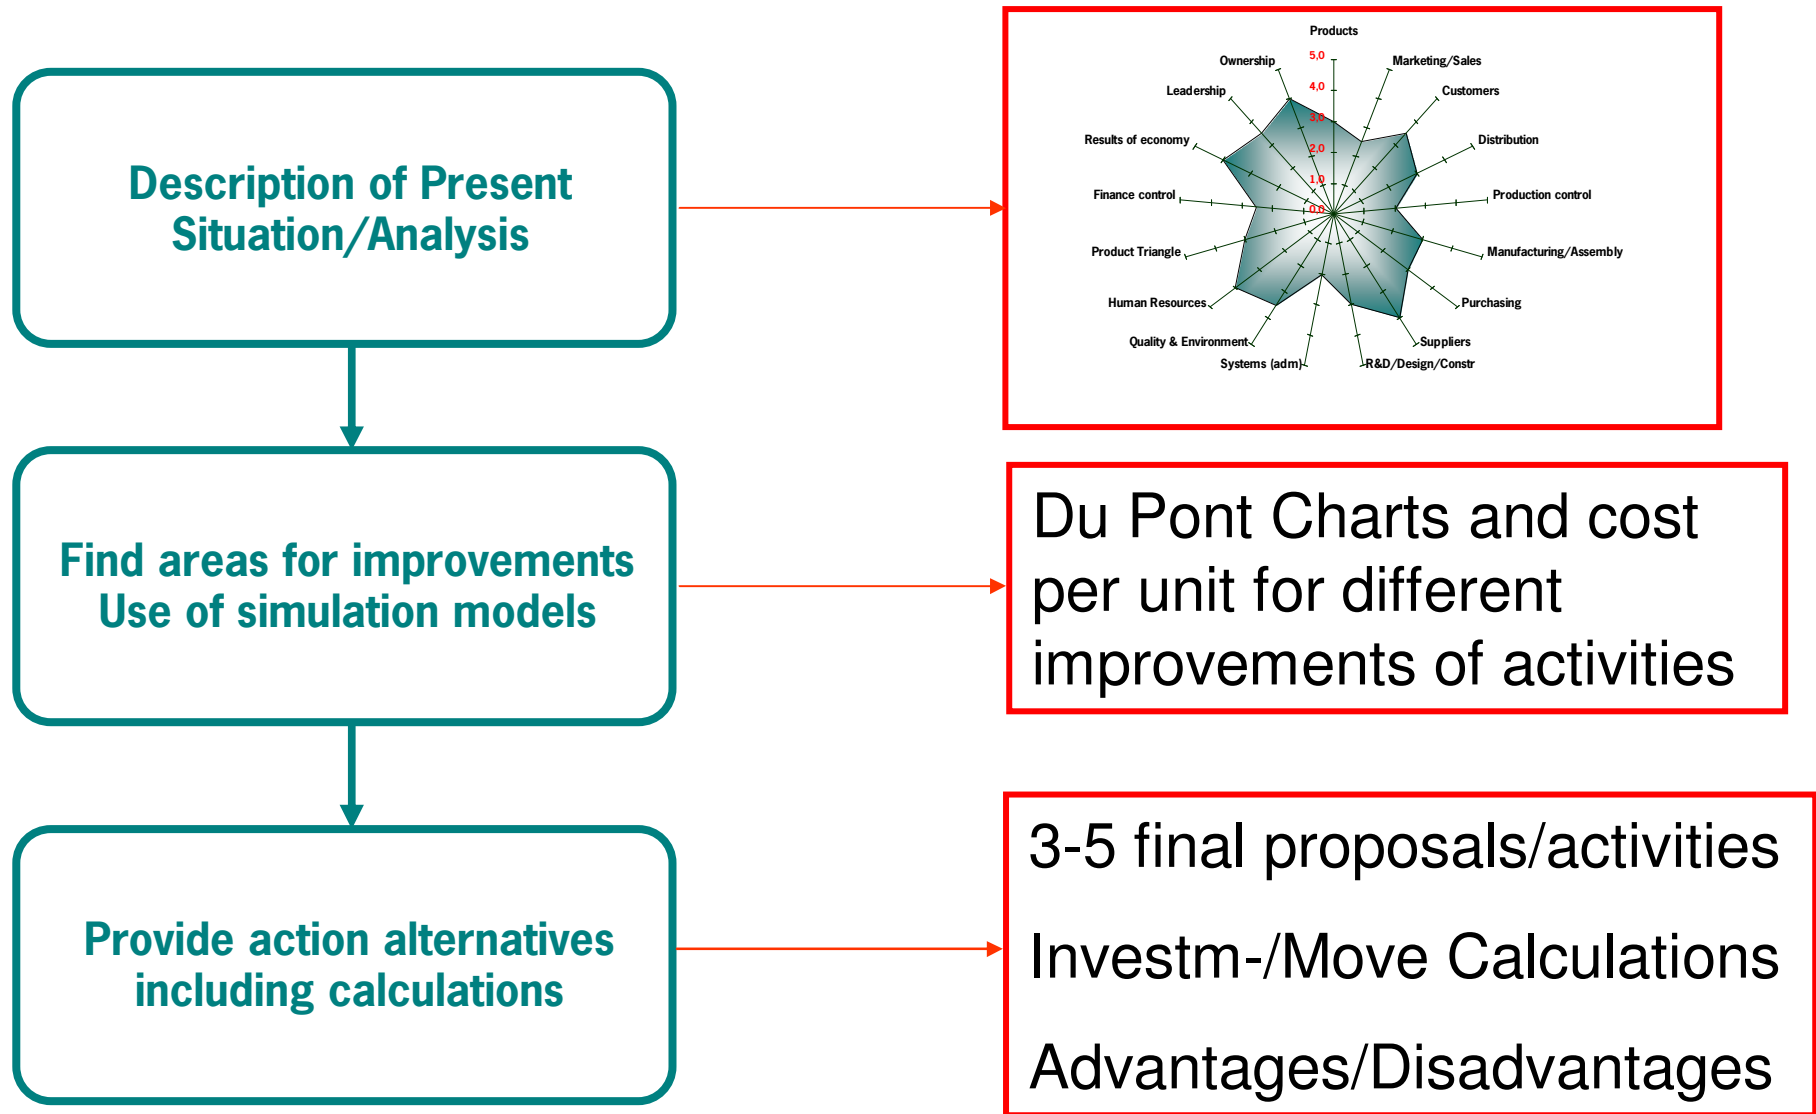 Description of Present
Situation/Analysis
Products
5,0
4,0
3,0
2,0
1,0
0,0
Marketing/Sales
Customers
Distribution
Production control
Manufacturing/Assembly
Purchasing
Suppliers
R&D/Design/Constr
Systems (adm)
Quality & Environment
Human Resources
Product Triangle
Finance control
Results of economy
Leadership
Ownership
Find areas for improvements
Use of simulation models
Du Pont Charts and cost
per unit for different
improvements of activities
Provide action alternatives
including calculations
3-5 final proposals/activities
Investm-/Move Calculations
Advantages/Disadvantages